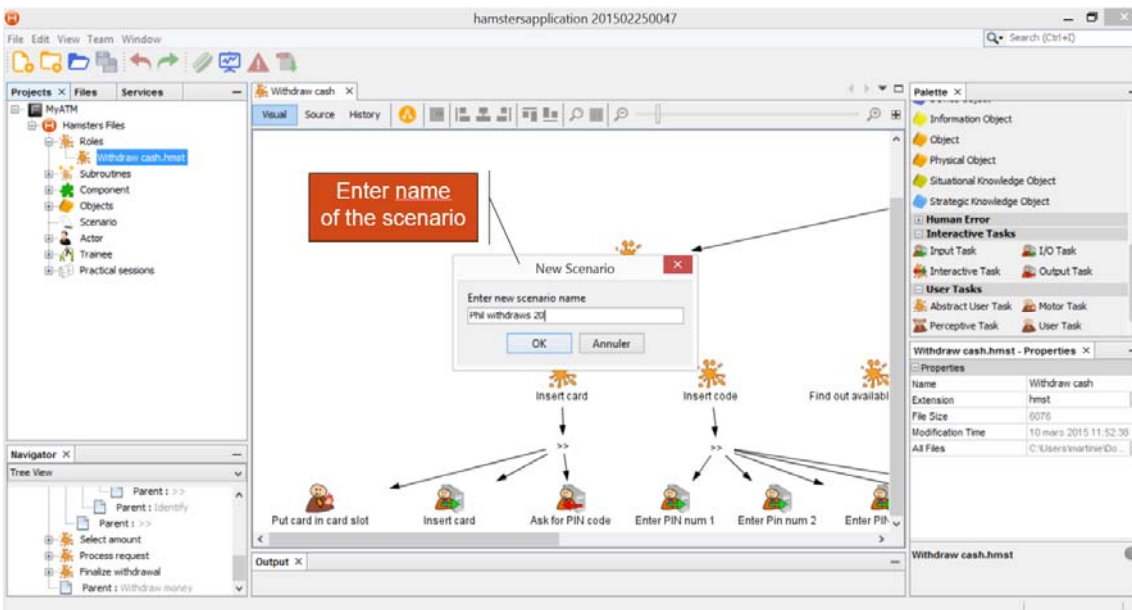 hamstersapplication 201502250047
File Edit View Team Window
Search (Ctrl+I)
Projects × Files Services
MyATM
Hamsters Files
Roles
Withdraw cash.hmst
Subroutines
Component
Objects
Scenario
Actor
Trainee
Practical sessions
Navigator ×
Tree View
Parent : >>
Parent : Identify
Parent : >>
Select amount
Process request
Finalize withdrawal
Parent : Withdraw money
Withdraw cash ×
Visual Source History
Enter name
of the scenario
New Scenario
Enter new scenario name
Phil withdraws 20
OK Annuler
Insert card Insert code Find out availabl
>> >>
Put card in card slot Insert card Ask for PIN code Enter PIN num 1 Enter Pin num 2 Enter PIN
Output ×
Palette ×
Information Object
Object
Physical Object
Situational Knowledge Object
Strategic Knowledge Object
Human Error
Interactive Tasks
Input Task I/O Task
Interactive Task Output Task
User Tasks
Abstract User Task Motor Task
Perceptive Task User Task
Withdraw cash.hmst - Properties ×
Properties
Name Withdraw cash
Extension hmst
File Size 6076
Modification Time 10 mars 2015 11:52:38
All Files C:\Users\martinie\Do...
Withdraw cash.hmst